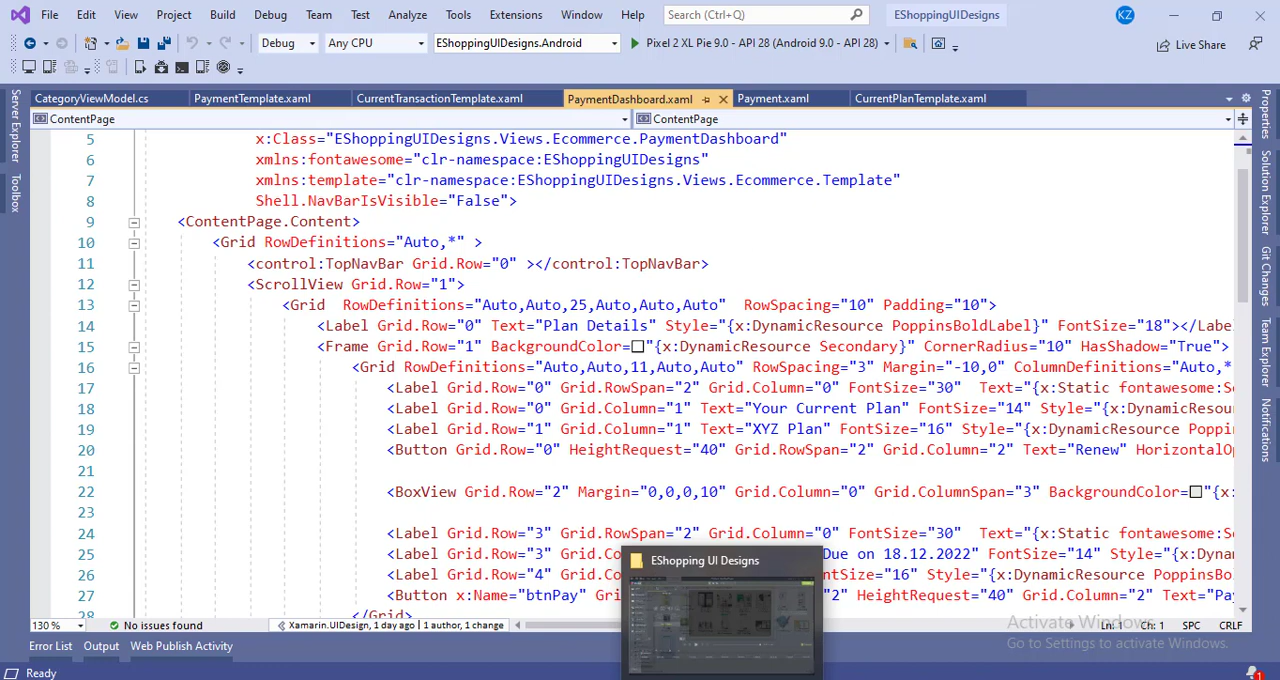 File Edit View Project Build Debug Team Test Analyze Tools Extensions Window Help Search (Ctrl+Q) EShoppingUIDesigns KZ
Debug Any CPU EShoppingUIDesigns.Android Pixel 2 XL Pie 9.0 - API 28 (Android 9.0 - API 28) Live Share
CategoryViewModel.cs PaymentTemplate.xaml CurrentTransactionTemplate.xaml PaymentDashboard.xaml Payment.xaml CurrentPlanTemplate.xaml
ContentPage ContentPage
5 x:Class="EShoppingUIDesigns.Views.Ecommerce.PaymentDashboard"
6 xmlns:fontawesome="clr-namespace:EShoppingUIDesigns"
7 xmlns:template="clr-namespace:EShoppingUIDesigns.Views.Ecommerce.Template"
8 Shell.NavBarIsVisible="False">
9 <ContentPage.Content>
10 <Grid RowDefinitions="Auto,*" >
11 <control:TopNavBar Grid.Row="0" ></control:TopNavBar>
12 <ScrollView Grid.Row="1">
13 <Grid RowDefinitions="Auto,Auto,25,Auto,Auto,Auto" RowSpacing="10" Padding="10">
14 <Label Grid.Row="0" Text="Plan Details" Style="{x:DynamicResource PoppinsBoldLabel}" FontSize="18"></Labe
15 <Frame Grid.Row="1" BackgroundColor="{x:DynamicResource Secondary}" CornerRadius="10" HasShadow="True">
16 <Grid RowDefinitions="Auto,Auto,11,Auto,Auto" RowSpacing="3" Margin="-10,0" ColumnDefinitions="Auto,*
17 <Label Grid.Row="0" Grid.RowSpan="2" Grid.Column="0" FontSize="30" Text="{x:Static fontawesome:So
18 <Label Grid.Row="0" Grid.Column="1" Text="Your Current Plan" FontSize="14" Style="{x:DynamicResou
19 <Label Grid.Row="1" Grid.Column="1" Text="XYZ Plan" FontSize="16" Style="{x:DynamicResource Poppi
20 <Button Grid.Row="0" HeightRequest="40" Grid.RowSpan="2" Grid.Column="2" Text="Renew" HorizontalOp
21
22 <BoxView Grid.Row="2" Margin="0,0,0,10" Grid.Column="0" Grid.ColumnSpan="3" BackgroundColor="{x:
23
24 <Label Grid.Row="3" Grid.RowSpan="2" Grid.Column="0" FontSize="30" Text="{x:Static fontawesome:So
25 <Label Grid.Row="3" Grid.Co Due on 18.12.2022" FontSize="14" Style="{x:Dyna
26 <Label Grid.Row="4" Grid.Co ntSize="16" Style="{x:DynamicResource PoppinsBo
27 <Button x:Name="btnPay" Gri "2" HeightRequest="40" Grid.Column="2" Text="Pa
28 </Grid>
EShopping UI Designs
130 % No issues found Xamarin.UIDesign, 1 day ago | 1 author, 1 change Ln: 1 Ch: 1 SPC CRLF
Activate Windows
Go to Settings to activate Windows.
Error List Output Web Publish Activity
Ready 1
Server Explorer
Toolbox
Properties
Solution Explorer
Git Changes
Team Explorer
Notifications